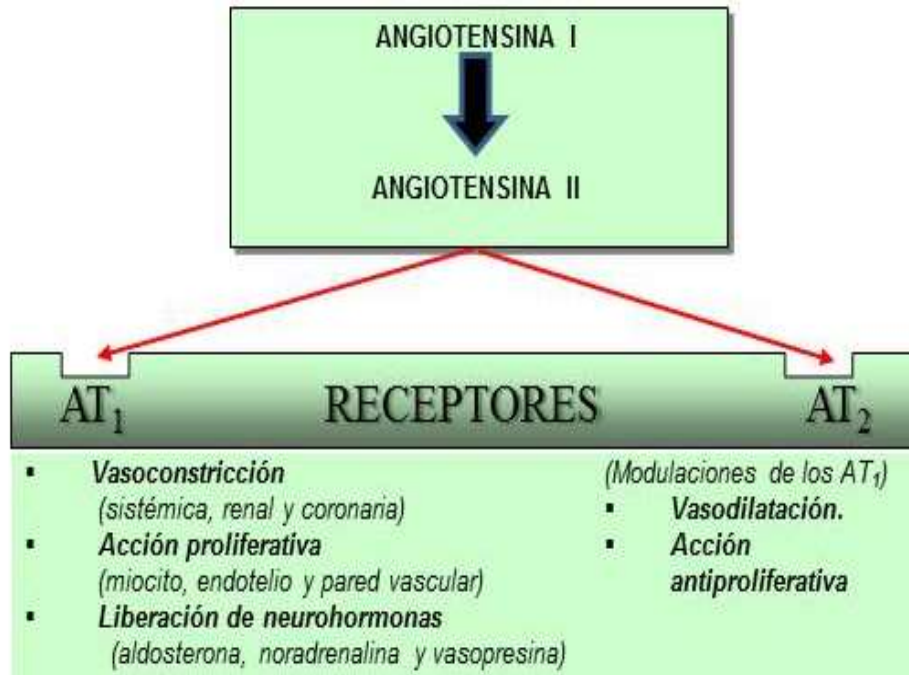 ANGIOTENSINA I
ANGIOTENSINA II
AT₁ RECEPTORES AT₂
▪ Vasoconstricción
(sistémica, renal y coronaria)
▪ Acción proliferativa
(miocito, endotelio y pared vascular)
▪ Liberación de neurohormonas
(aldosterona, noradrenalina y vasopresina)
(Modulaciones de los AT₁)
▪ Vasodilatación.
▪ Acción
antiproliferativa